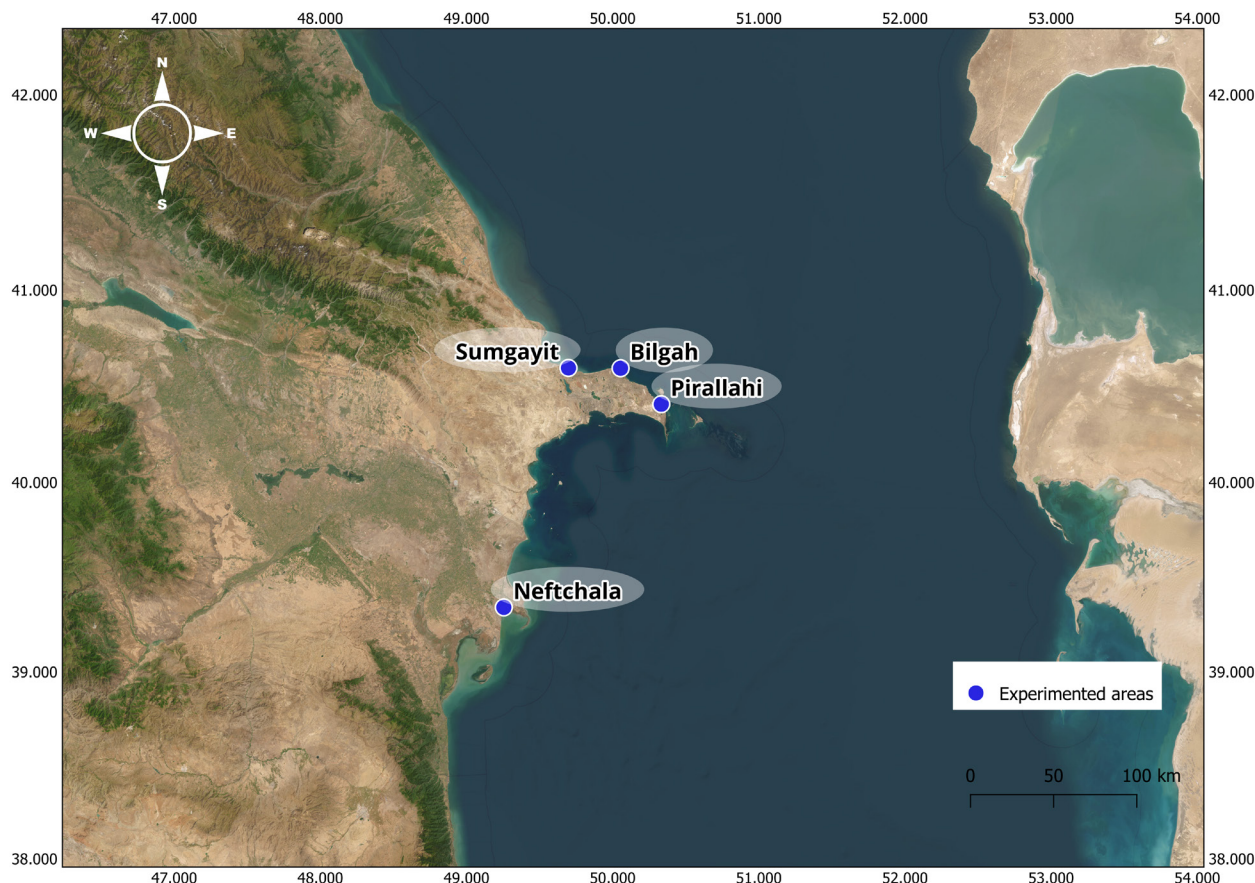 47.000 48.000 49.000 50.000 51.000 52.000 53.000 54.000
N
42.000 42.000
W E
S
41.000 41.000
Sumgayit Bilgah
Pirallahi
40.000 40.000
Neftchala
39.000 39.000
Experimented areas
0 50 100 km
38.000 38.000
47.000 48.000 49.000 50.000 51.000 52.000 53.000 54.000